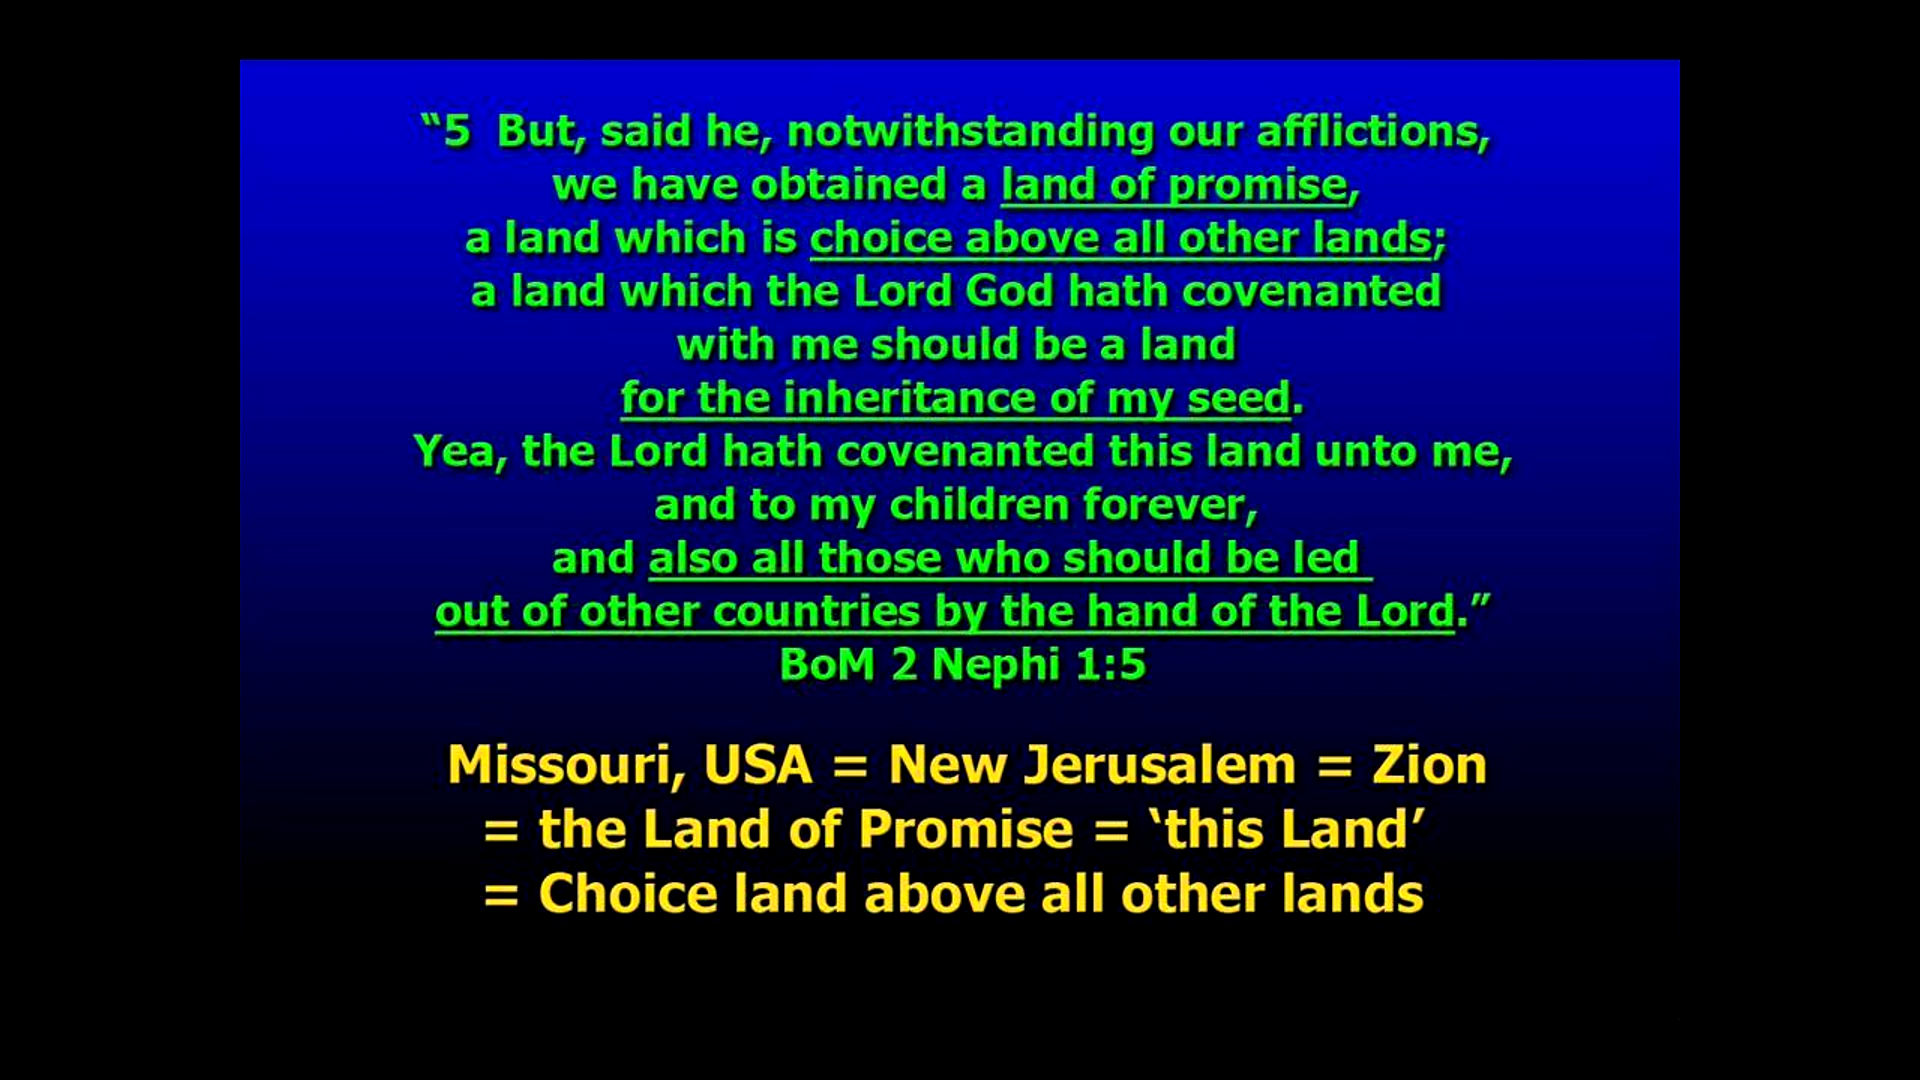 “5  But, said he, notwithstanding our afflictions,
we have obtained a land of promise,
a land which is choice above all other lands;
a land which the Lord God hath covenanted
with me should be a land
for the inheritance of my seed.
Yea, the Lord hath covenanted this land unto me,
and to my children forever,
and also all those who should be led
out of other countries by the hand of the Lord.”
BoM 2 Nephi 1:5
Missouri, USA = New Jerusalem = Zion
= the Land of Promise = ‘this Land’
= Choice land above all other lands